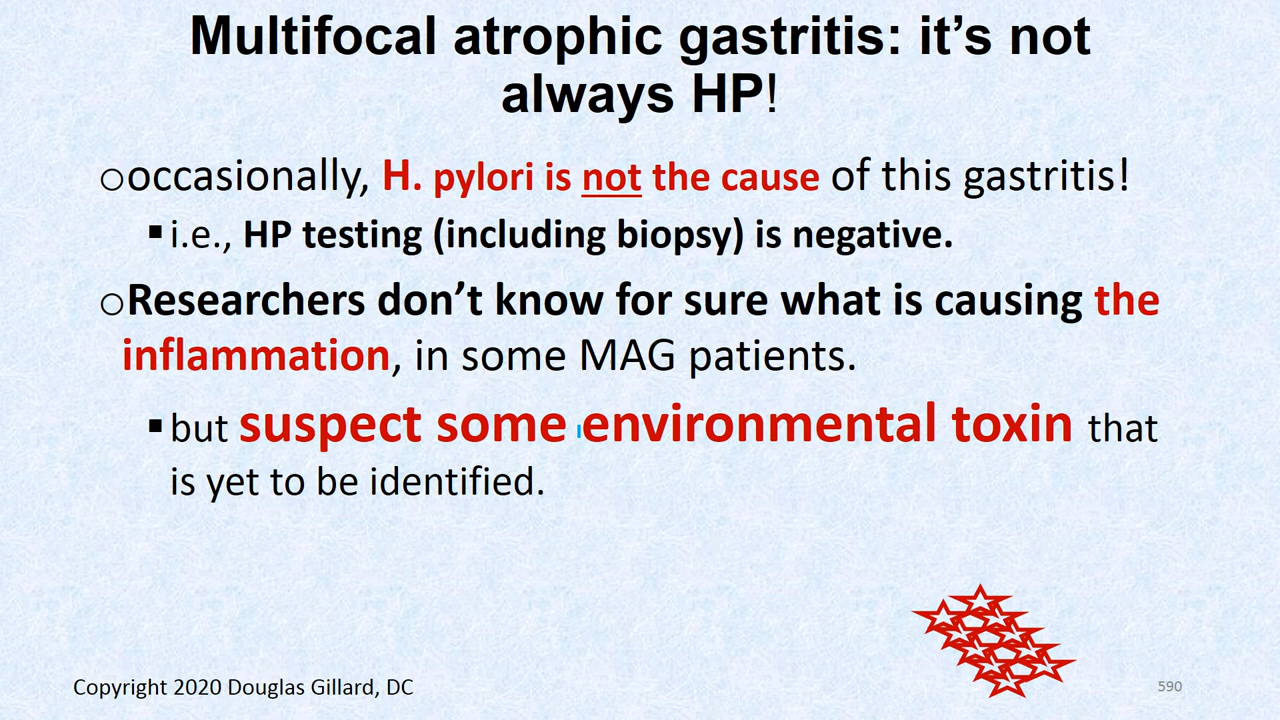 Multifocal atrophic gastritis: it’s not
always HP!
○occasionally, H. pylori is not the cause of this gastritis!
▪i.e., HP testing (including biopsy) is negative.
○Researchers don’t know for sure what is causing the
inflammation, in some MAG patients.
▪but suspect some environmental toxin that
is yet to be identified.
Copyright 2020 Douglas Gillard, DC
590